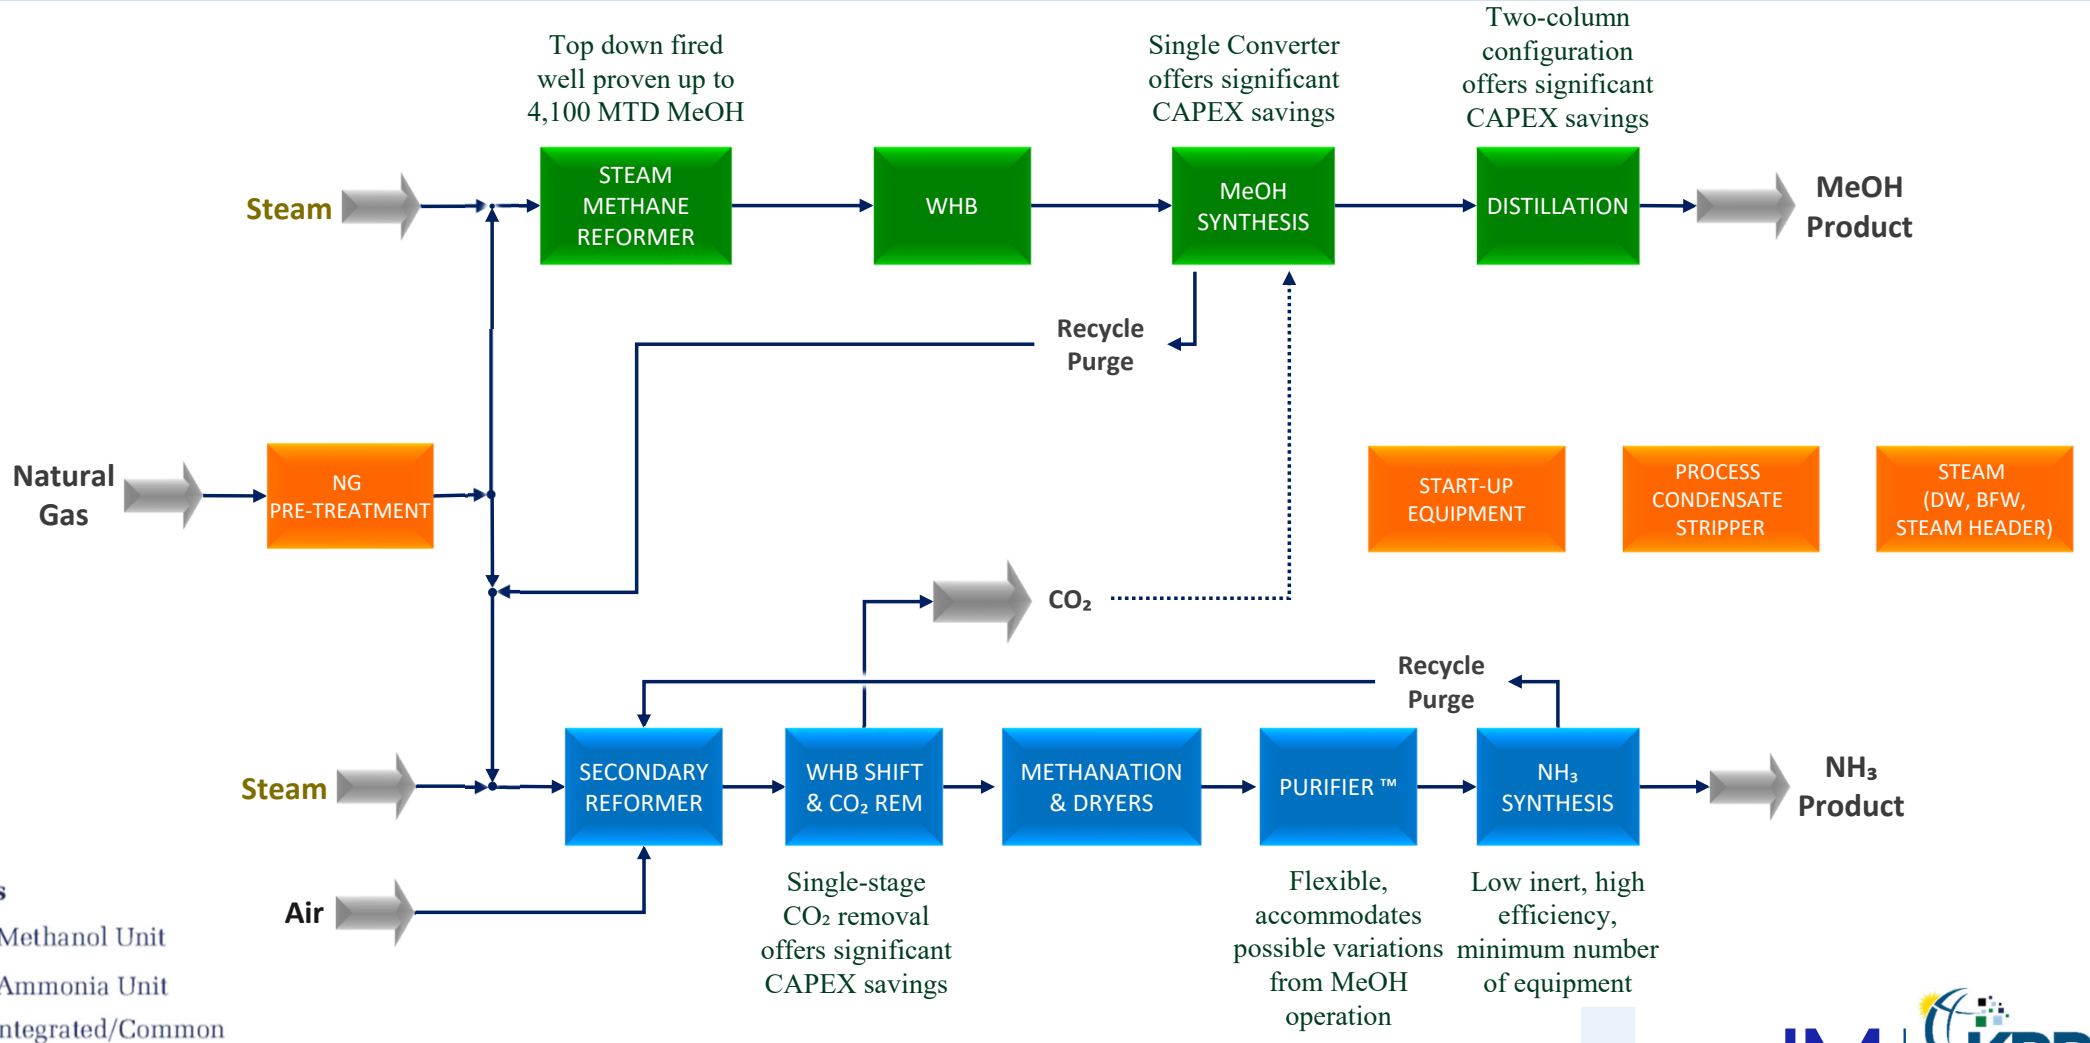 Top down fired
well proven up to
4,100 MTD MeOH
Single Converter
offers significant
CAPEX savings
Two-column
configuration
offers significant
CAPEX savings
Steam
STEAM
METHANE
REFORMER
WHB
MeOH
SYNTHESIS
DISTILLATION
MeOH
Product
Recycle
Purge
Natural
Gas
NG
PRE-TREATMENT
START-UP
EQUIPMENT
PROCESS
CONDENSATE
STRIPPER
STEAM
(DW, BFW,
STEAM HEADER)
CO₂
Recycle
Purge
Steam
SECONDARY
REFORMER
WHB SHIFT
& CO₂ REM
METHANATION
& DRYERS
PURIFIER ™
NH₃
SYNTHESIS
NH₃
Product
Air
Single-stage
CO₂ removal
offers significant
CAPEX savings
Flexible,
accommodates
possible variations
from MeOH
operation
Low inert, high
efficiency,
minimum number
of equipment
s
Methanol Unit
Ammonia Unit
ntegrated/Common
JM
KBR